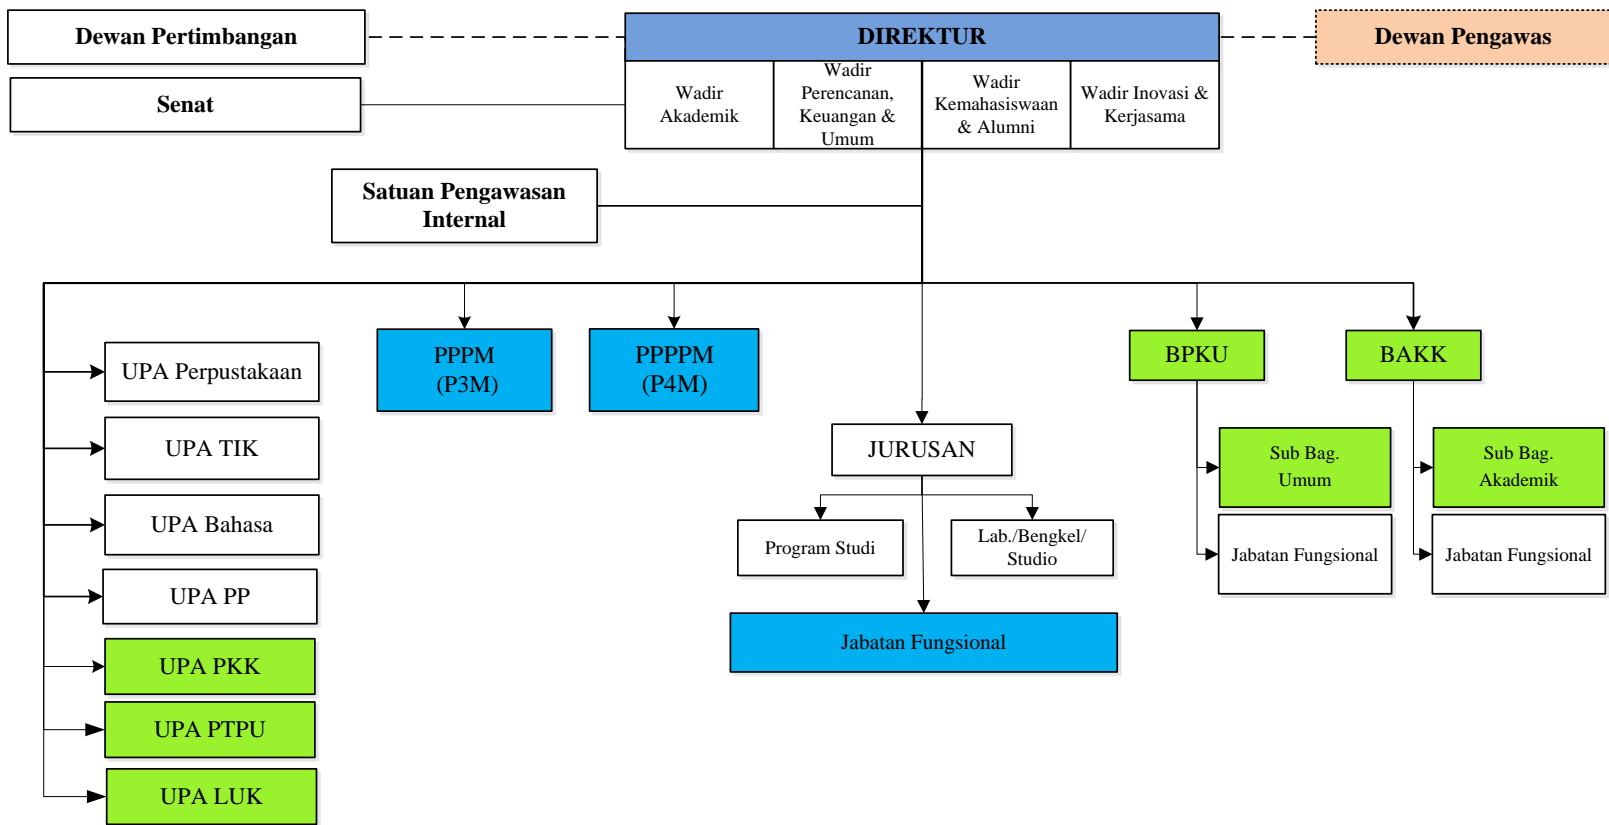 Dewan Pertimbangan
DIREKTUR
Dewan Pengawas
Senat
Wadir
Akademik
Wadir
Perencanan,
Keuangan &
Umum
Wadir
Kemahasiswaan
& Alumni
Wadir Inovasi &
Kerjasama
Satuan Pengawasan
Internal
UPA Perpustakaan
UPA TIK
UPA Bahasa
UPA PP
UPA PKK
UPA PTPU
UPA LUK
PPPM
(P3M)
PPPPM
(P4M)
JURUSAN
Program Studi
Lab./Bengkel/
Studio
Jabatan Fungsional
BPKU
Sub Bag.
Umum
Jabatan Fungsional
BAKK
Sub Bag.
Akademik
Jabatan Fungsional